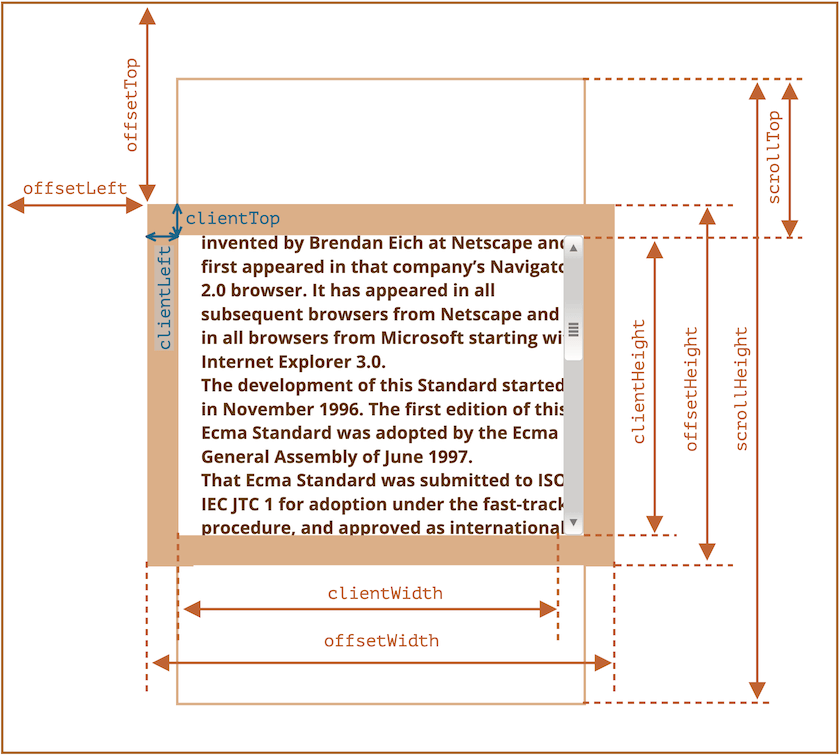 offsetTop
offsetLeft
scrollTop
clientTop
clientLeft
invented by Brendan Eich at Netscape and
first appeared in that company’s Navigato
2.0 browser. It has appeared in all
subsequent browsers from Netscape and
in all browsers from Microsoft starting wi
Internet Explorer 3.0.
The development of this Standard started
in November 1996. The first edition of this
Ecma Standard was adopted by the Ecma
General Assembly of June 1997.
That Ecma Standard was submitted to ISO
IEC JTC 1 for adoption under the fast-track
procedure, and approved as international
clientHeight
offsetHeight
scrollHeight
clientWidth
offsetWidth